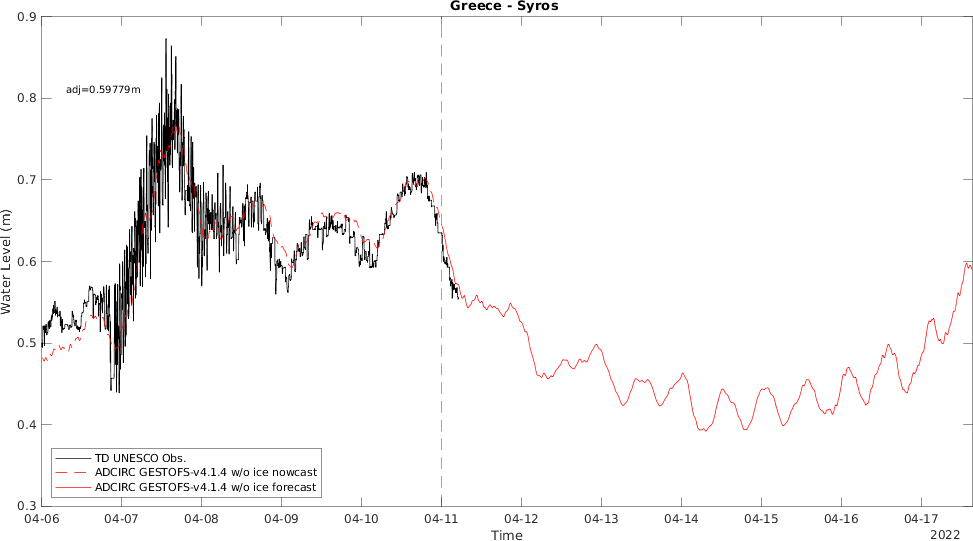 Greece - Syros
0.9
0.8
0.7
0.6
0.5
0.4
0.3
Water Level (m)
adj=0.59779m
TD UNESCO Obs.
ADCIRC GESTOFS-v4.1.4 w/o ice nowcast
ADCIRC GESTOFS-v4.1.4 w/o ice forecast
04-06 04-07 04-08 04-09 04-10 04-11 04-12 04-13 04-14 04-15 04-16 04-17
Time
2022